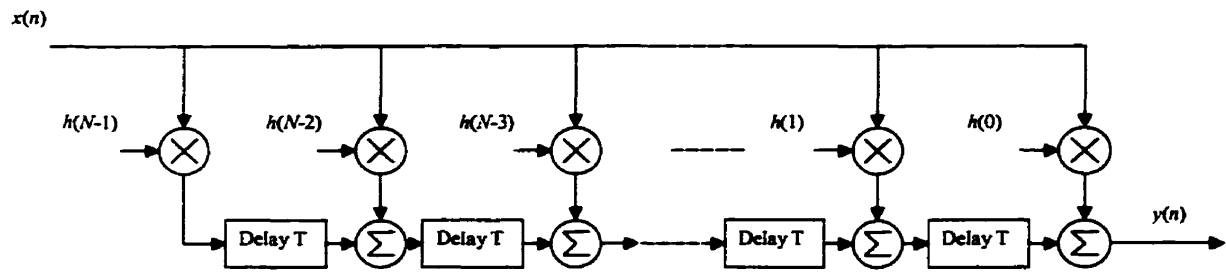 x(n)
h(N-1) h(N-2) h(N-3) h(1) h(0)
× × × × ×
y(n)
Delay T Σ Delay T Σ Delay T Σ Delay T Σ